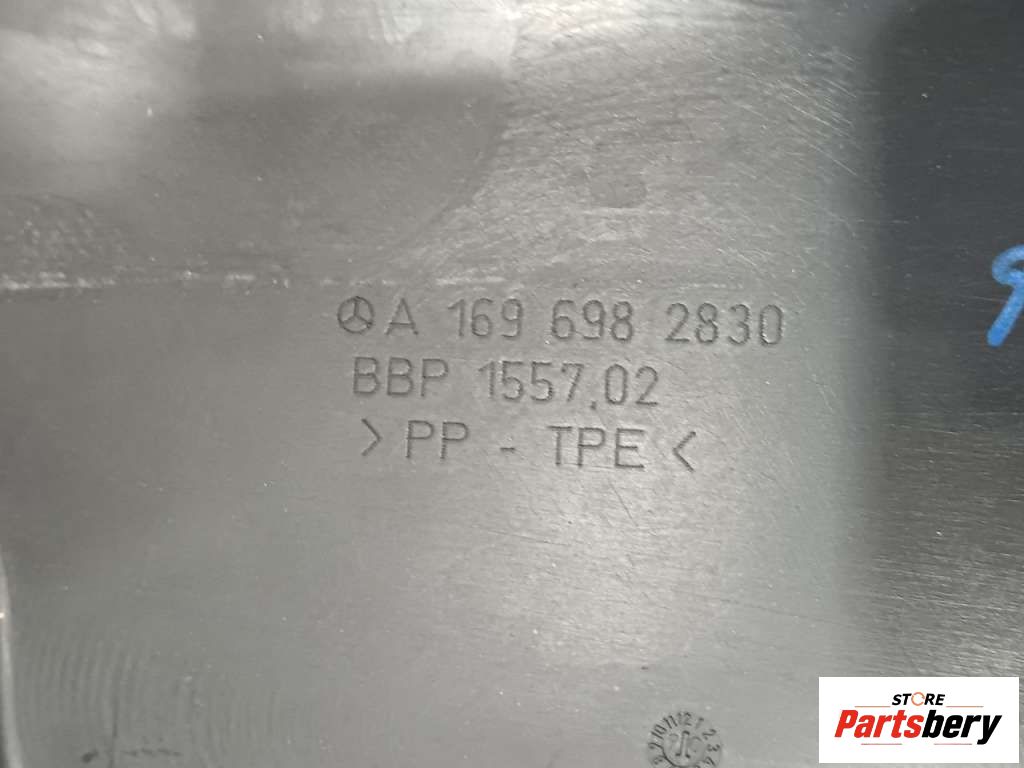 A 169 698 2830
BBP 1557.02
>PP - TPE<
STORE
Partsbery